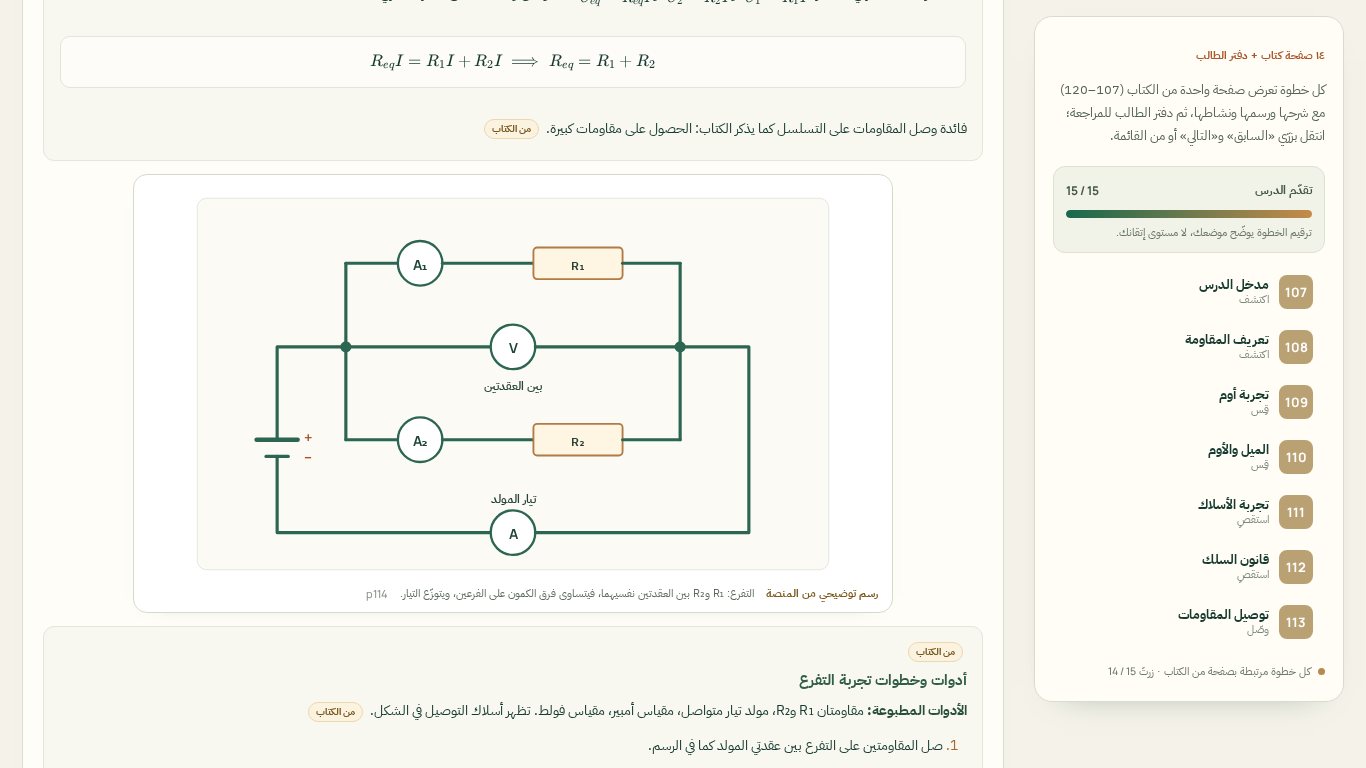 R_eq I = R₁I + R₂I ⟹ R_eq = R₁ + R₂
فائدة وصل المقاومات على التسلسل كما يذكر الكتاب: الحصول على مقاومات كبيرة. من الكتاب
A₁
R₁
V
بين العقدتين
A₂
R₂
+
−
تيار المولد
A
رسم توضيحي من المنصة التفرع: R₁ وR₂ بين العقدتين نفسيهما، فيتساوى فرق الكمون على الفرعين، ويتوزّع التيار. p114
من الكتاب
أدوات وخطوات تجربة التفرع
الأدوات المطبوعة: مقاومتان R₁ وR₂، مولد تيار متواصل، مقياس أمبير، مقياس فولط. تظهر أسلاك التوصيل في الشكل. من الكتاب
1. صل المقاومتين على التفرع بين عقدتي المولد كما في الرسم.
١٤ صفحة كتاب + دفتر الطالب
كل خطوة تعرض صفحة واحدة من الكتاب (107–120)
مع شرحها ورسمها ونشاطها، ثم دفتر الطالب للمراجعة؛
انتقل بزرّي «السابق» و«التالي» أو من القائمة.
تقدّم الدرس 15 / 15
ترقيم الخطوة يوضّح موضعك، لا مستوى إتقانك.
107 مدخل الدرس
اكتشف
108 تعريف المقاومة
اكتشف
109 تجربة أوم
قِس
110 الميل والأوم
قِس
111 تجربة الأسلاك
استقصِ
112 قانون السلك
استقصِ
113 توصيل المقاومات
وصّل
كل خطوة مرتبطة بصفحة من الكتاب · زرتَ 15 / 14